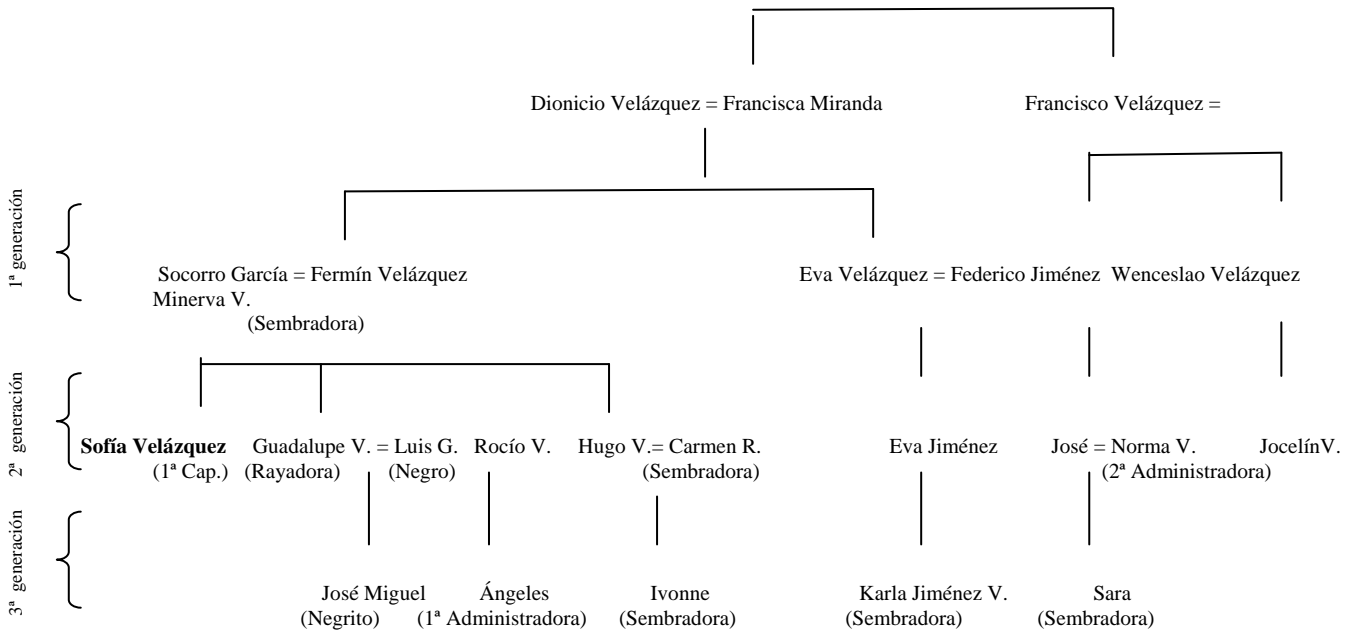 Dionicio Velázquez = Francisca Miranda Francisco Velázquez =
1ª generación
Socorro García = Fermín Velázquez Eva Velázquez = Federico Jiménez Wenceslao Velázquez
Minerva V.
(Sembradora)
2ª generación
Sofía Velázquez Guadalupe V. = Luis G. Rocío V. Hugo V.= Carmen R. Eva Jiménez José = Norma V. JocelínV.
(1ª Cap.) (Rayadora) (Negro) (Sembradora) (2ª Administradora)
3ª generación
José Miguel Ángeles Ivonne Karla Jiménez V. Sara
(Negrito) (1ª Administradora) (Sembradora) (Sembradora) (Sembradora)